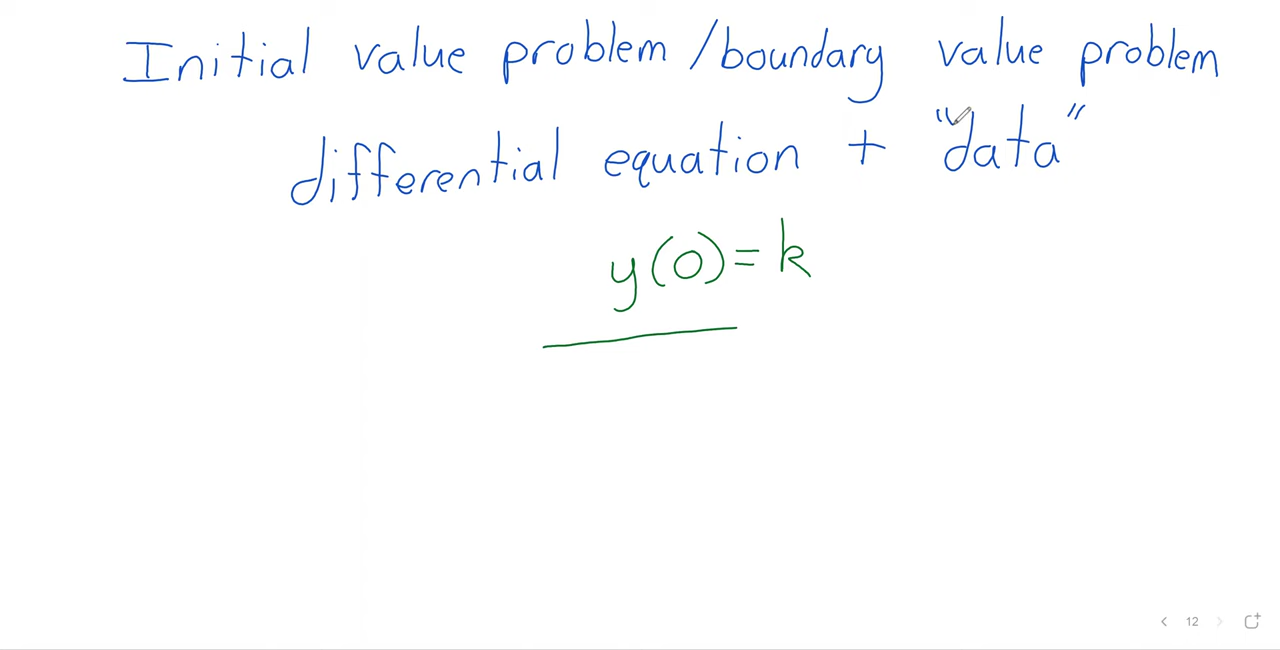 Initial value problem / boundary value problem
differential equation + "data"
y(0) = k
12